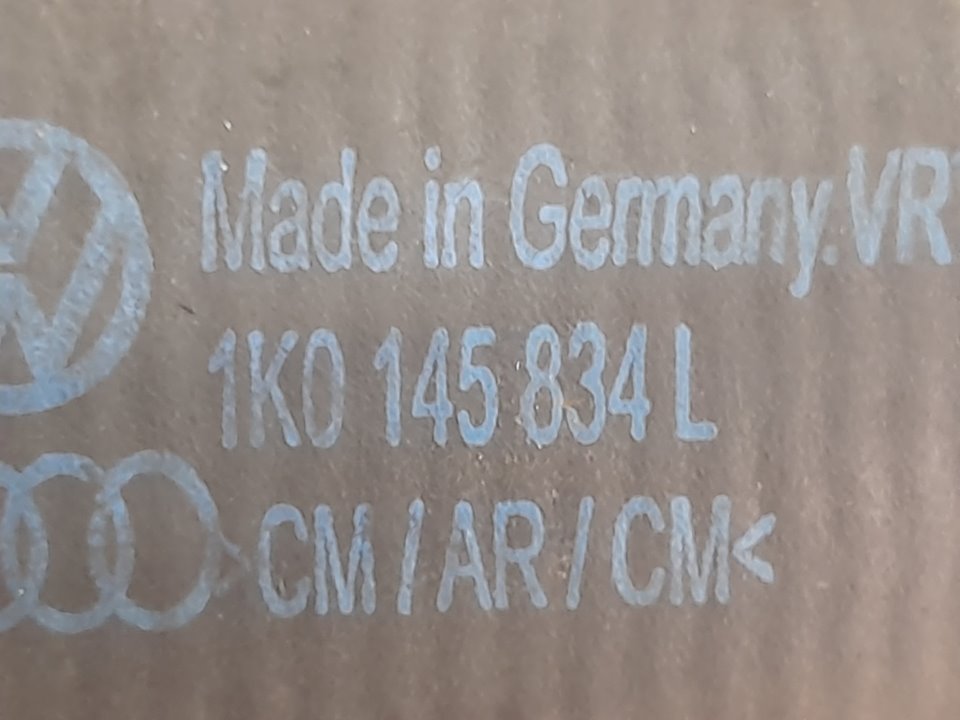 Made in Germany.VR
1K0 145 834 L
>CM/AR/CM<